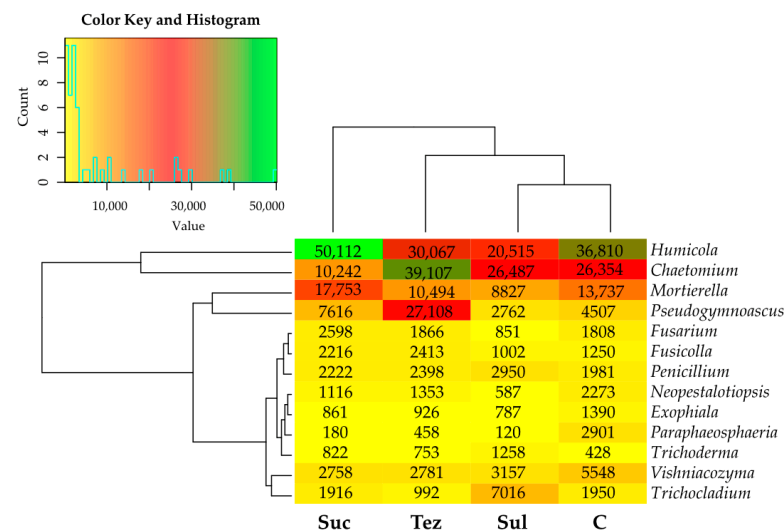 Color Key and Histogram
Count
0 2 4 6 8 10
10,000 30,000 50,000
Value
50,112 30,067 20,515 36,810 Humicola
10,242 39,107 26,487 26,354 Chaetomium
17,753 10,494 8827 13,737 Mortierella
7616 27,108 2762 4507 Pseudogymnoascus
2598 1866 851 1808 Fusarium
2216 2413 1002 1250 Fusicolla
2222 2398 2950 1981 Penicillium
1116 1353 587 2273 Neopestalotiopsis
861 926 787 1390 Exophiala
180 458 120 2901 Paraphaeosphaeria
822 753 1258 428 Trichoderma
2758 2781 3157 5548 Vishniacozyma
1916 992 7016 1950 Trichocladium
Suc Tez Sul C